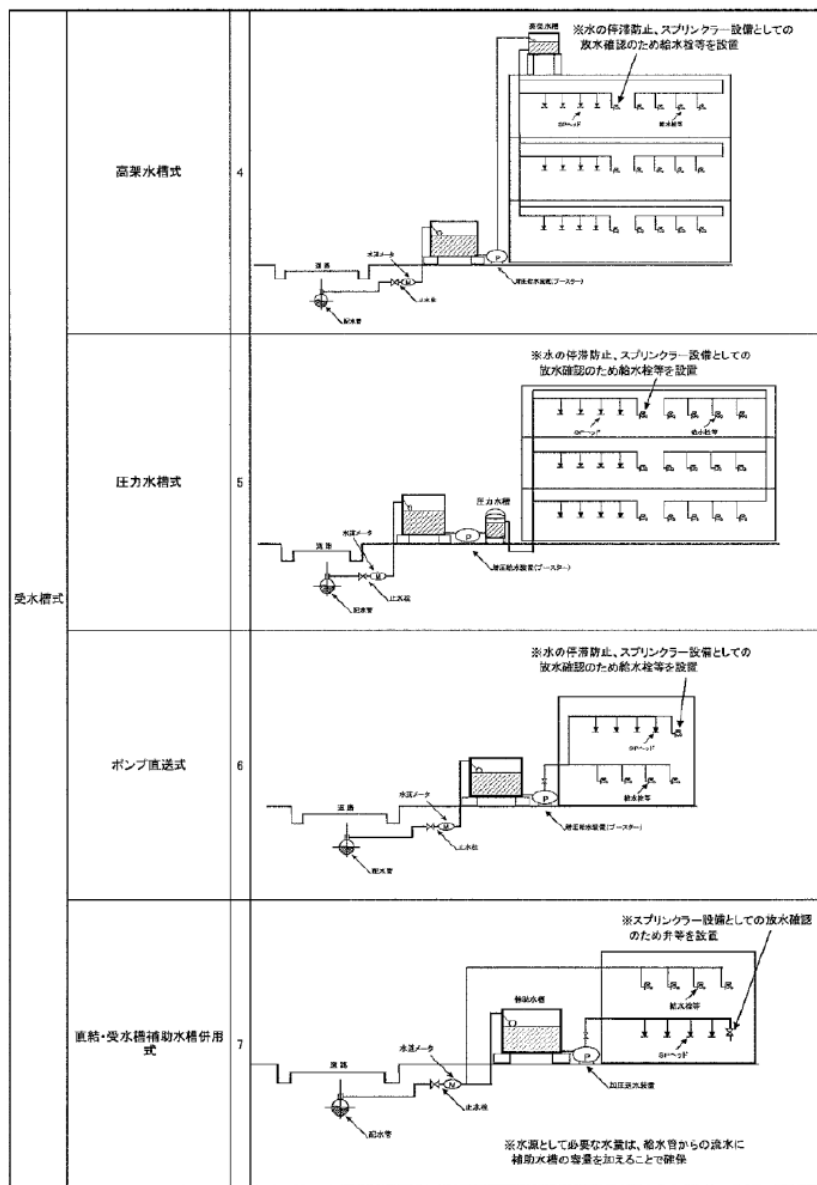 受水槽式
高架水槽式
4
高架水槽
※水の停滞防止、スプリンクラー設備としての
放水確認のため給水栓等を設置
SPヘッド
給水栓等
道路
水道メータ
P
増圧給水装置(ブースター)
M
止水栓
配水管
圧力水槽式
5
※水の停滞防止、スプリンクラー設備としての
放水確認のため給水栓等を設置
SPヘッド
給水栓等
圧力水槽
道路
水道メータ
P
増圧給水装置(ブースター)
M
止水栓
配水管
ポンプ直送式
6
※水の停滞防止、スプリンクラー設備としての
放水確認のため給水栓等を設置
SPヘッド
給水栓等
道路
水道メータ
P
増圧給水装置(ブースター)
M
止水栓
配水管
直結・受水槽補助水槽併用
式
7
※スプリンクラー設備としての放水確認
のため弁等を設置
補助水槽
給水栓等
SPヘッド
道路
水道メータ
P
加圧送水装置
M
止水栓
配水管
※水源として必要な水量は、給水管からの流水に
補助水槽の容量を加えることで確保